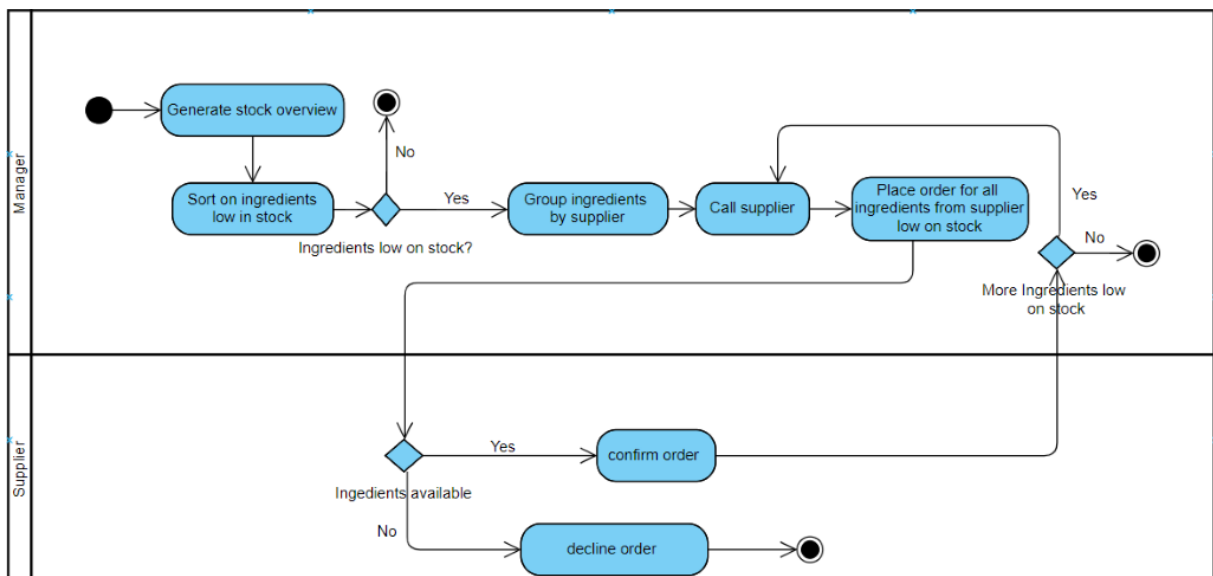 Manager
Generate stock overview
No
Sort on ingredients
low in stock
Ingredients low on stock?
Yes
Group ingredients
by supplier
Call supplier
Place order for all
ingredients from supplier
low on stock
Yes
No
More Ingredients low
on stock
Supplier
Ingedients available
Yes
confirm order
No
decline order